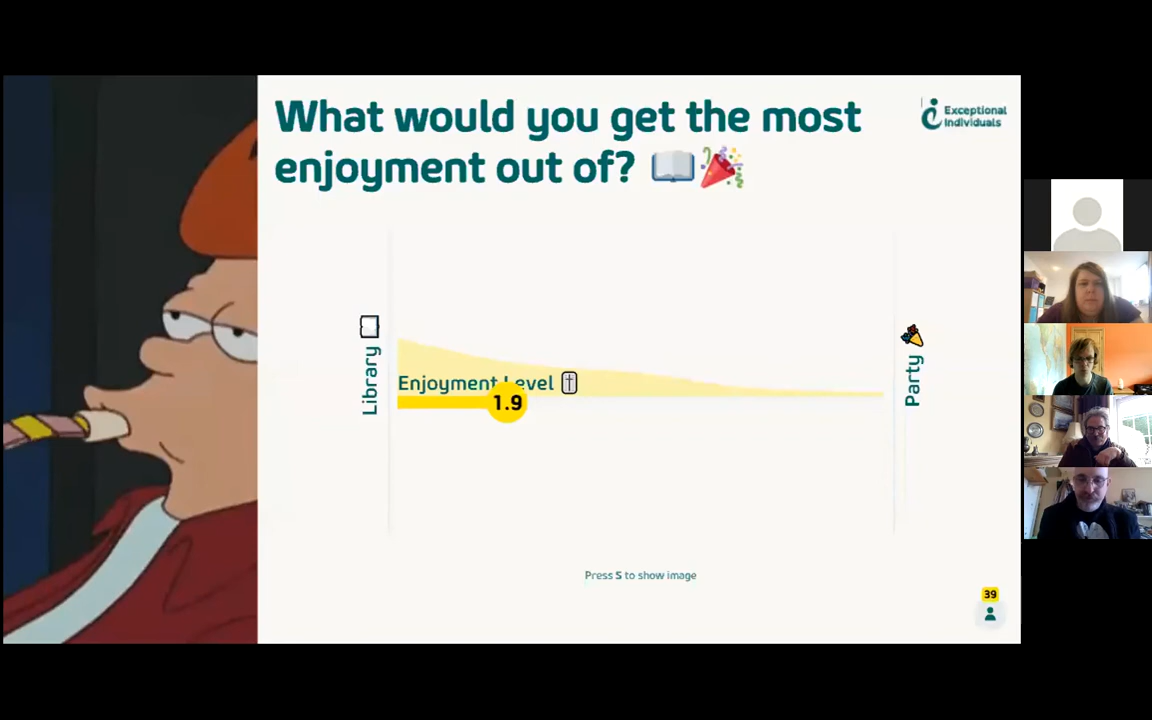 What would you get the most
enjoyment out of?
Exceptional
Individuals
Library
Enjoyment Level
1.9
Party
Press S to show image
39